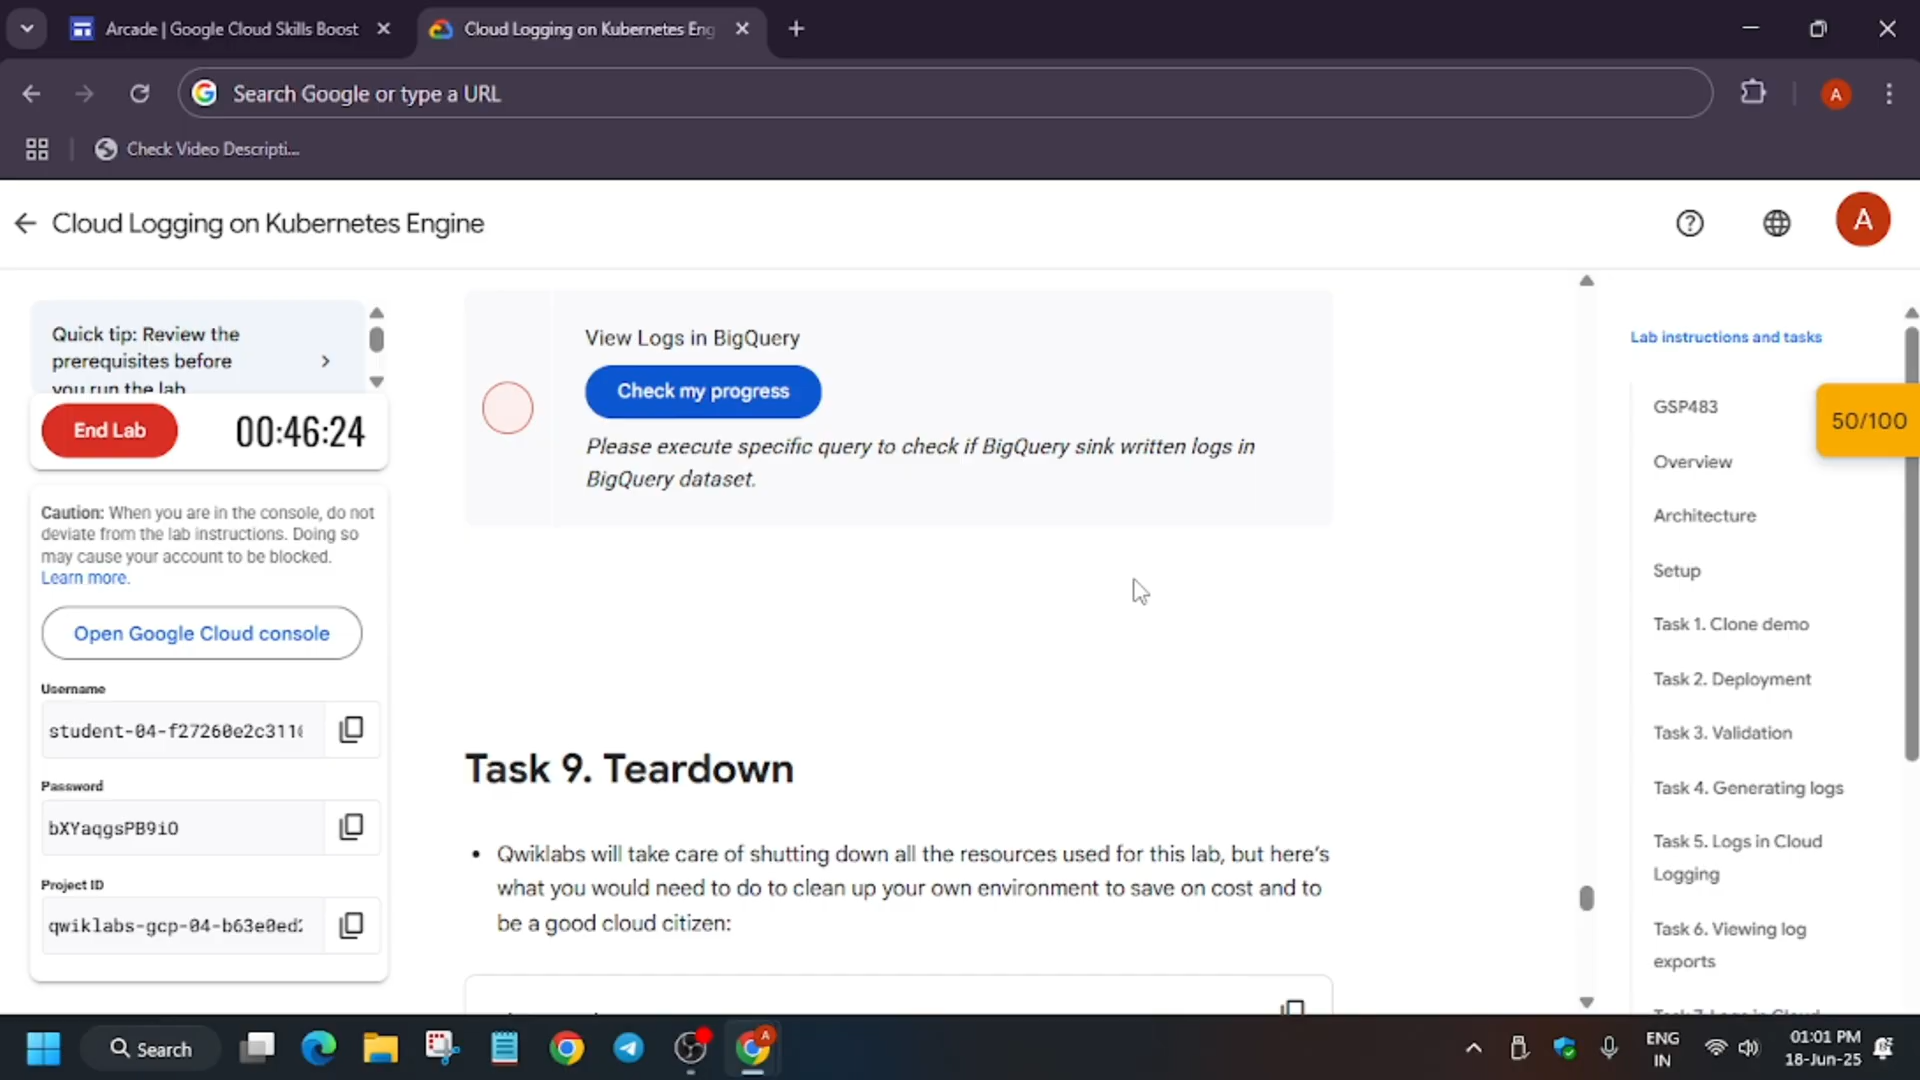 Arcade | Google Cloud Skills Boost
Cloud Logging on Kubernetes Eng
Search Google or type a URL
A
Check Video Descripti...
Cloud Logging on Kubernetes Engine
A
Quick tip: Review the
prerequisites before
you run the lab
End Lab
00:46:24
Caution: When you are in the console, do not
deviate from the lab instructions. Doing so
may cause your account to be blocked.
Learn more.
Open Google Cloud console
Username
student-04-f27260e2c311
Password
bXYaqgsPB9iO
Project ID
qwiklabs-gcp-04-b63e0ed
View Logs in BigQuery
Check my progress
Please execute specific query to check if BigQuery sink written logs in
BigQuery dataset.
Task 9. Teardown
• Qwiklabs will take care of shutting down all the resources used for this lab, but here's
what you would need to do to clean up your own environment to save on cost and to
be a good cloud citizen:
Lab instructions and tasks
GSP483
50/100
Overview
Architecture
Setup
Task 1. Clone demo
Task 2. Deployment
Task 3. Validation
Task 4. Generating logs
Task 5. Logs in Cloud
Logging
Task 6. Viewing log
exports
Search
A
ENG
IN
01:01 PM
18-Jun-25